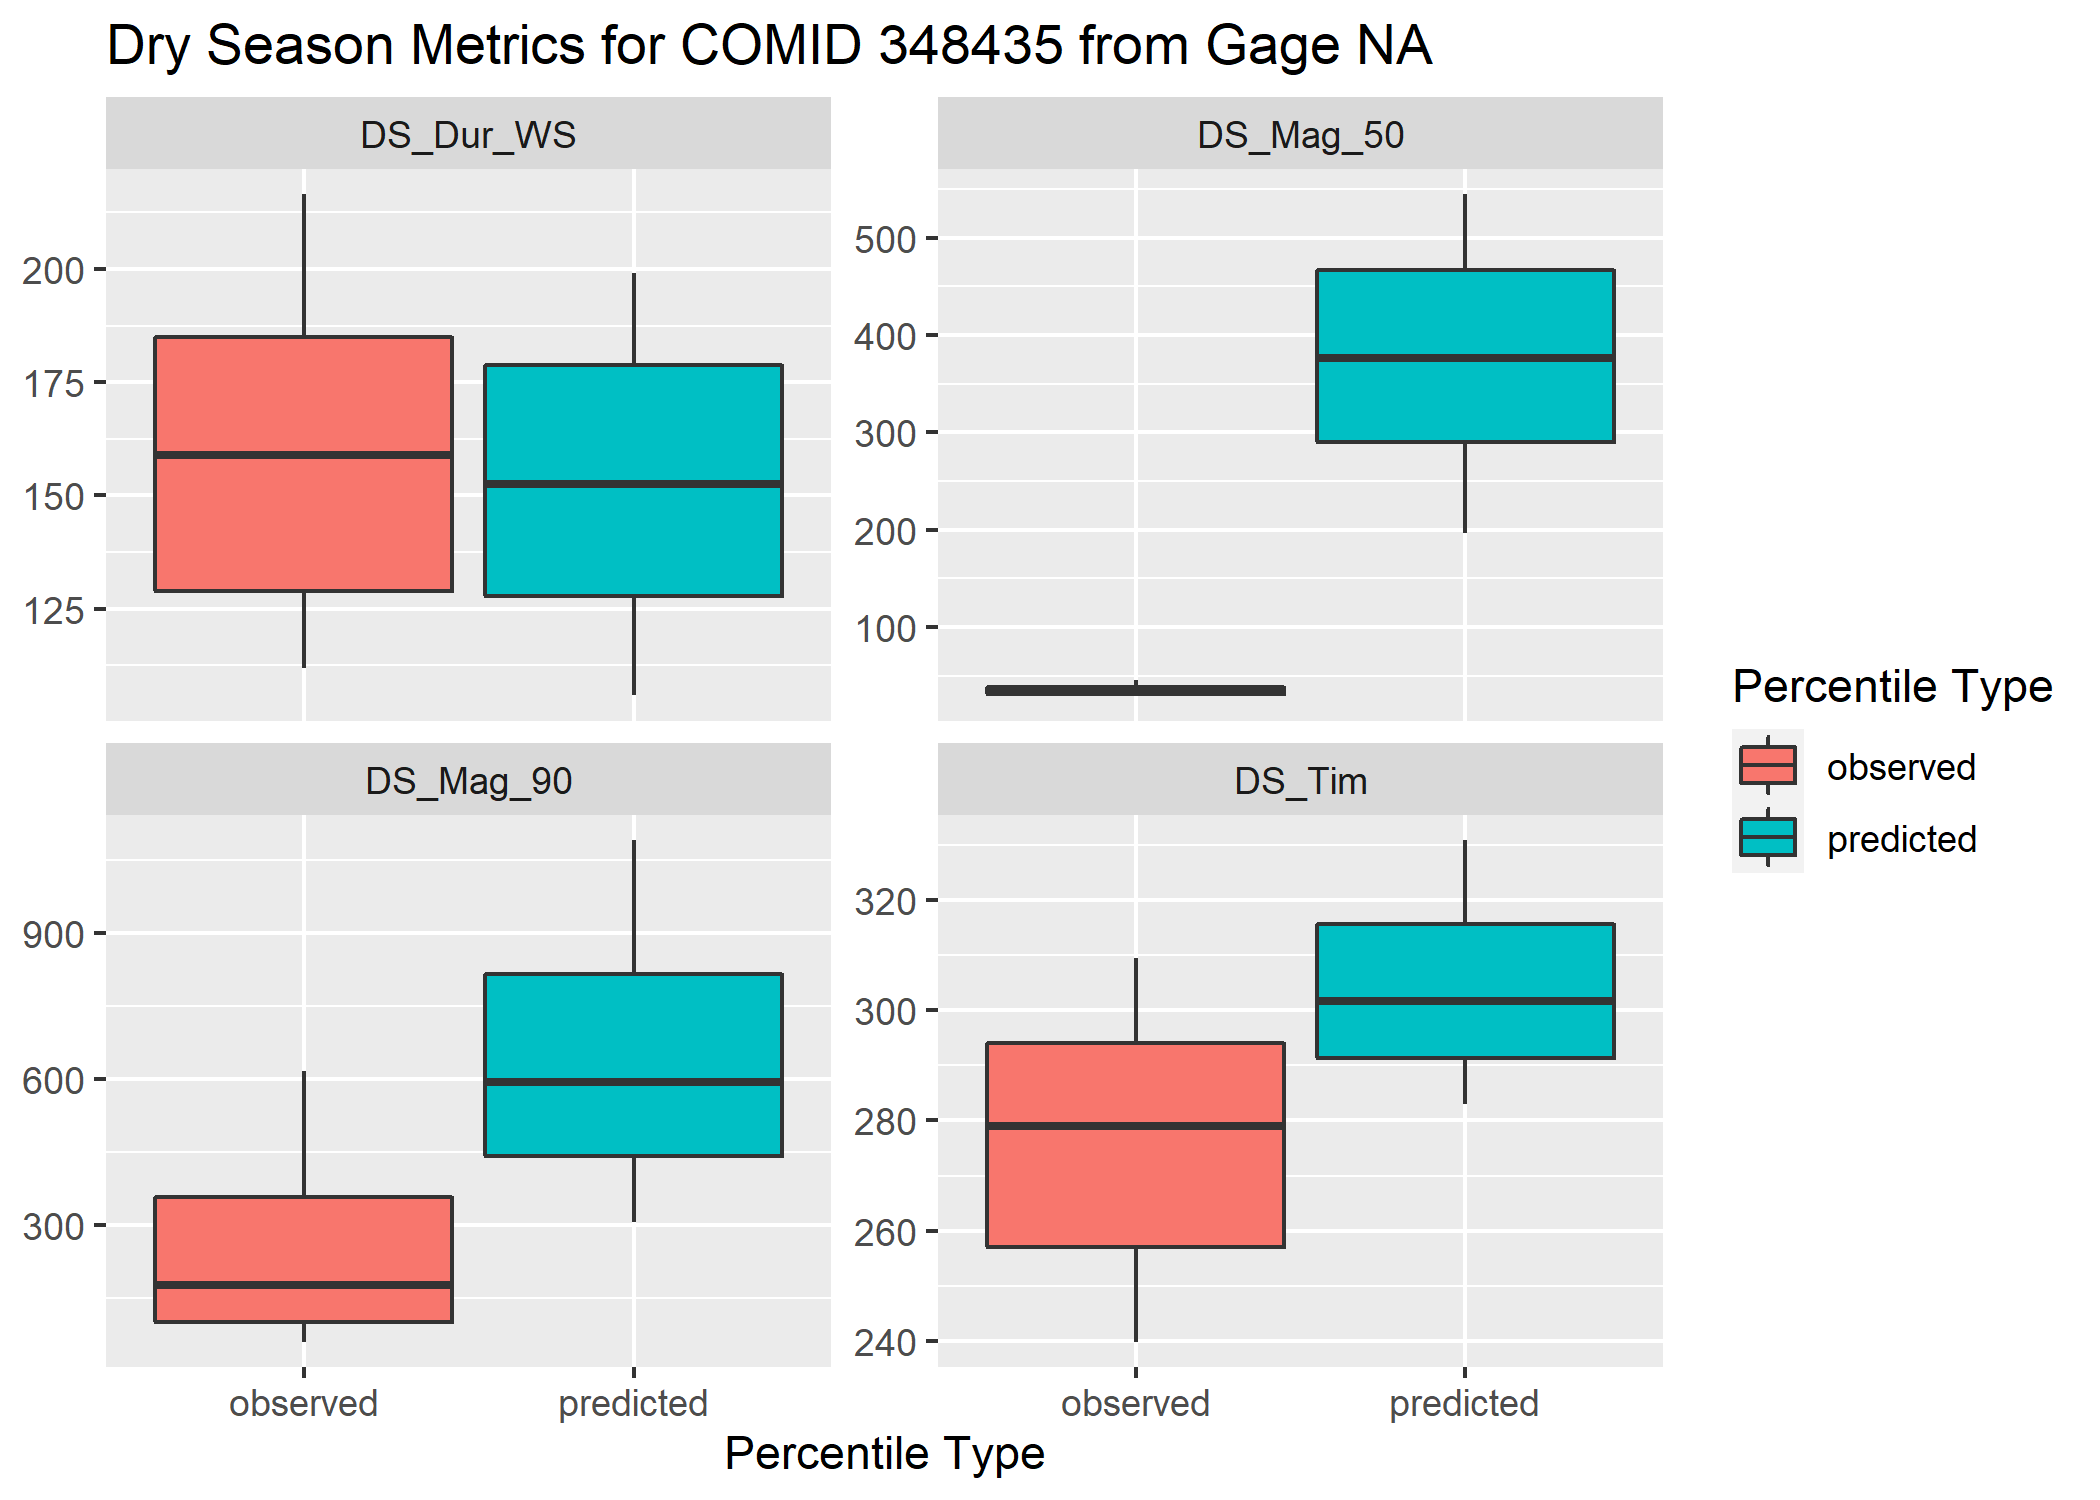 Dry Season Metrics for COMID 348435 from Gage NA
DS_Dur_WS
DS_Mag_50
200
175
150
125
500
400
300
200
100
DS_Mag_90
DS_Tim
900
600
300
320
300
280
260
240
observed
predicted
observed
predicted
Percentile Type
Percentile Type
observed
predicted